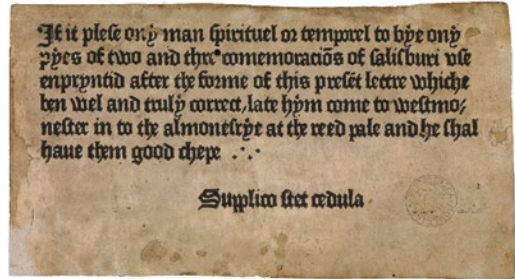 If it plese ony man spirituel or temporel to bye ony
pyes of two and thre comemoraciõs of salisburi vse
enpryntid after the forme of this preset lettre whiche
ben wel and truly correct, late hym come to westmo-
nester in to the almonesrye at the reed pale and he shal
haue them good chepe .·.
Supplico stet cedula